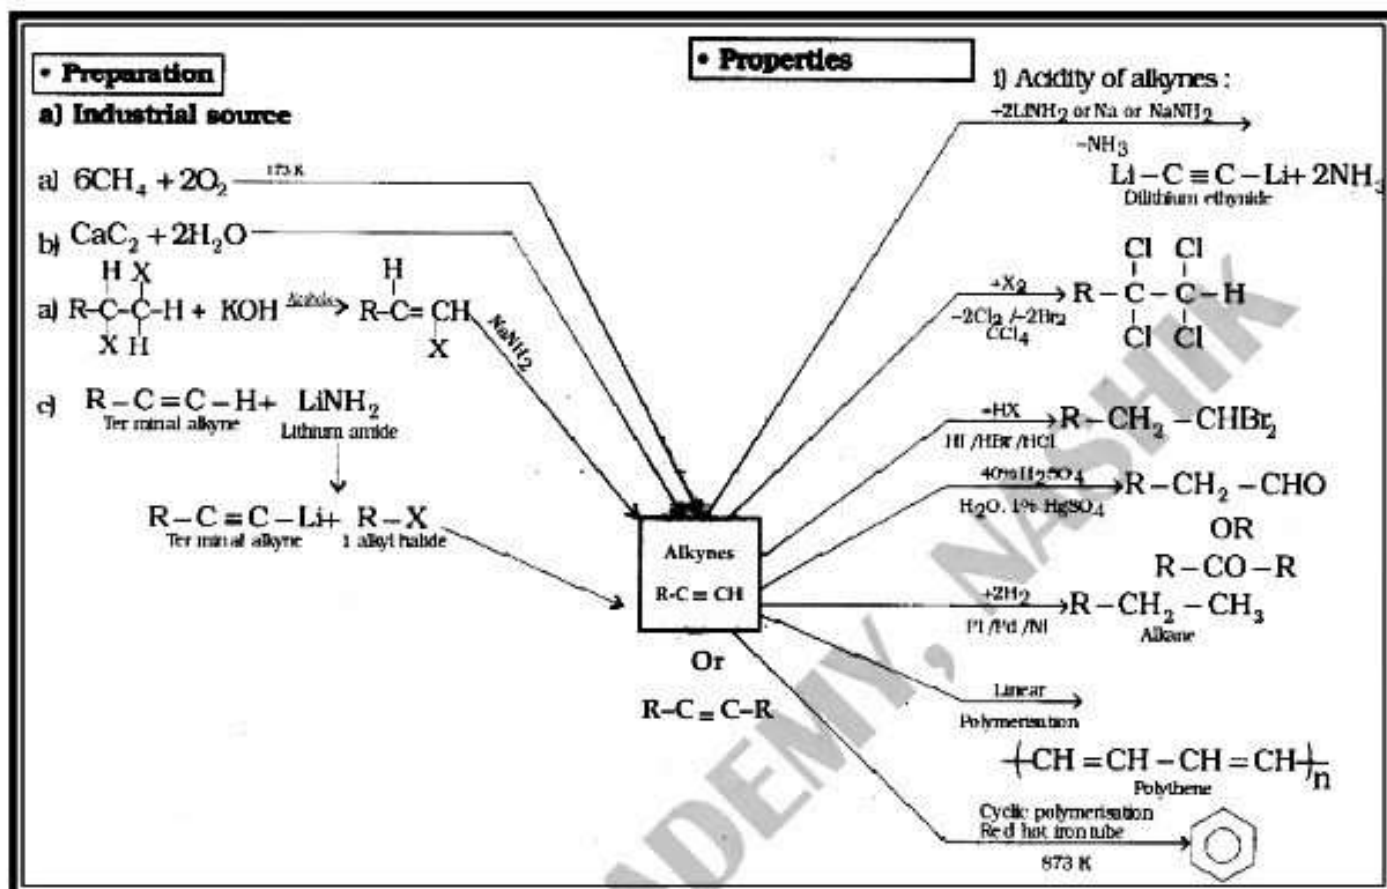 • Preparation
a) Industrial source
a) 6CH4 + 2O2
173 K
b) CaC2 + 2H2O
H X
a) R–C–C–H + KOH
X H
H
R–C=CH
X
NaNH2
c) R–C=C–H+ LiNH2
Terminal alkyne Lithium amide
R–C≡C–Li+ R–X
Terminal alkyne 1 alkyl halide
Alkynes
R-C≡CH
Or
R–C=C–R
• Properties
i) Acidity of alkynes :
+2LiNH2 or Na or NaNH2
–NH3
Li–C≡C–Li+ 2NH3
Dilithium ethynide
+X2
–2Cl2 /–2Br2
CCl4
Cl Cl
R–C–C–H
Cl Cl
+HX
HI /HBr /HCl
R–CH2–CHBr2
40% H2SO4
H2O. 1% HgSO4
R–CH2–CHO
OR
R–CO–R
+2H2
Pt /Pd /Ni
R–CH2–CH3
Alkane
Linear
Polymerisation
(CH=CH–CH=CH)n
Polythene
Cyclic polymerisation
Red hot iron tube
873 K
ADEMY, NASHIK